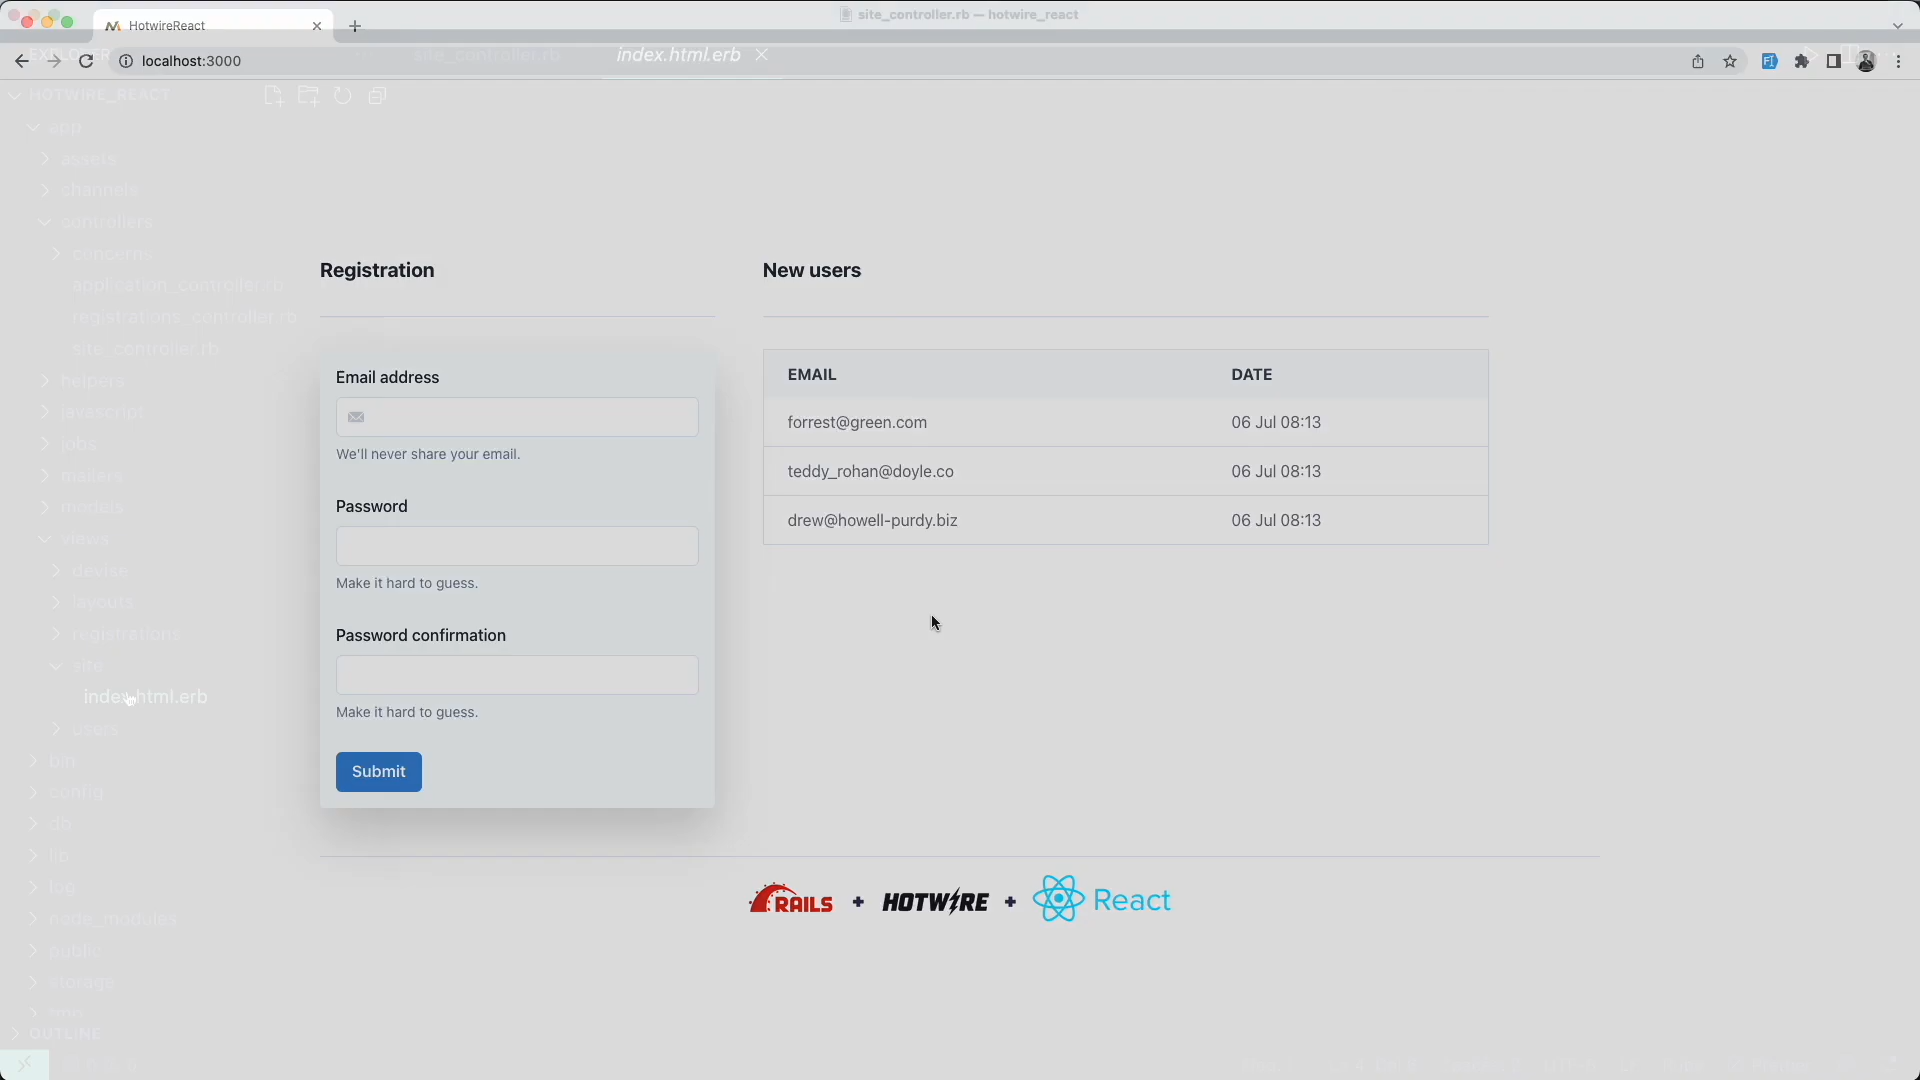 HotwireReact
site_controller.rb — hotwire_react
EXPLORER
site_controller.rb
index.html.erb
localhost:3000
HOTWIRE_REACT
app
assets
channels
controllers
concerns
application_controller.rb
registrations_controller.rb
site_controller.rb
helpers
javascript
jobs
mailers
models
views
devise
layouts
registrations
site
index.html.erb
users
bin
config
db
lib
log
node_modules
public
storage
tmp
OUTLINE
Registration
Email address
We'll never share your email.
Password
Make it hard to guess.
Password confirmation
Make it hard to guess.
Submit
New users
EMAIL DATE
forrest@green.com 06 Jul 08:13
teddy_rohan@doyle.co 06 Jul 08:13
drew@howell-purdy.biz 06 Jul 08:13
RAILS + HOTWIRE + React